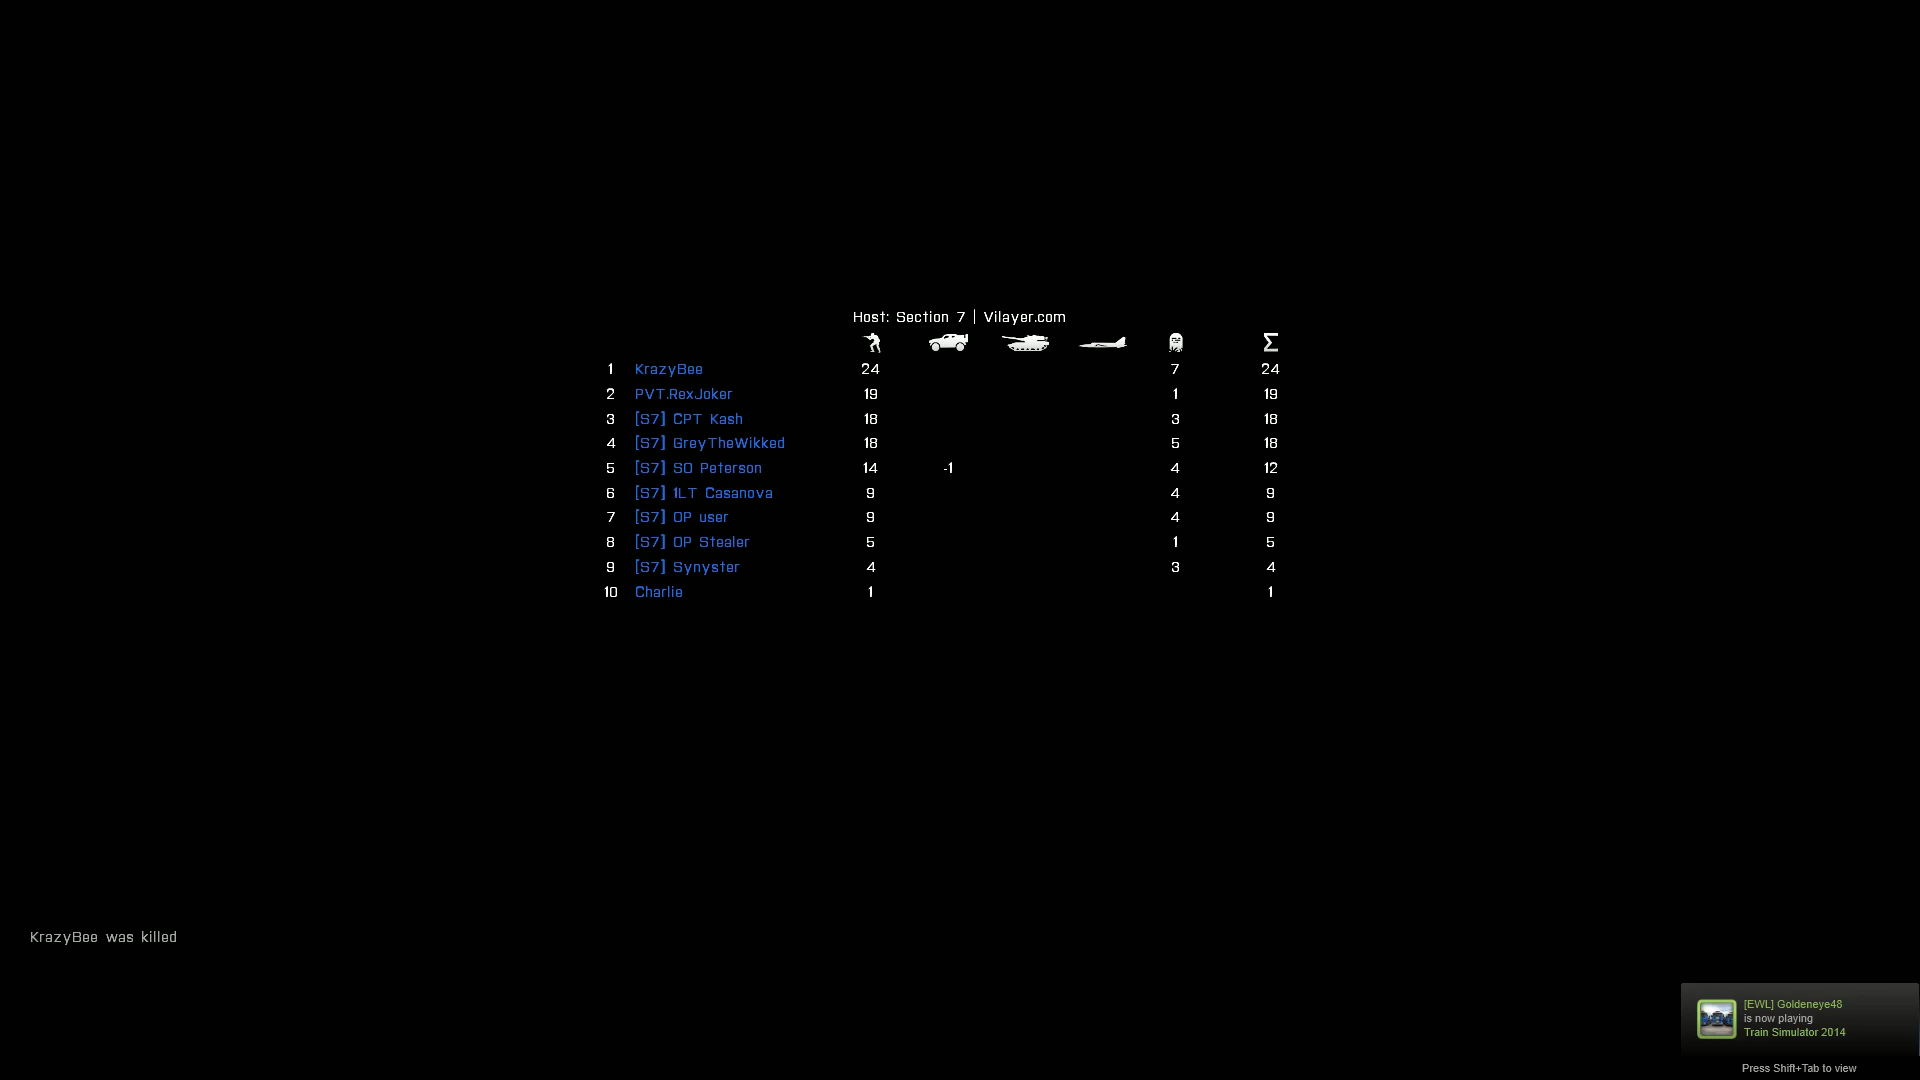 Host: Section 7 | Vilayer.com
Σ
1 KrazyBee 24 7 24
2 PVT.RexJoker 19 1 19
3 [S7] CPT Kash 18 3 18
4 [S7] GreyTheWikked 18 5 18
5 [S7] SO Peterson 14 -1 4 12
6 [S7] 1LT Casanova 9 4 9
7 [S7] OP user 9 4 9
8 [S7] OP Stealer 5 1 5
9 [S7] Synyster 4 3 4
10 Charlie 1 1
KrazyBee was killed
[EWL] Goldeneye48
is now playing
Train Simulator 2014
Press Shift+Tab to view